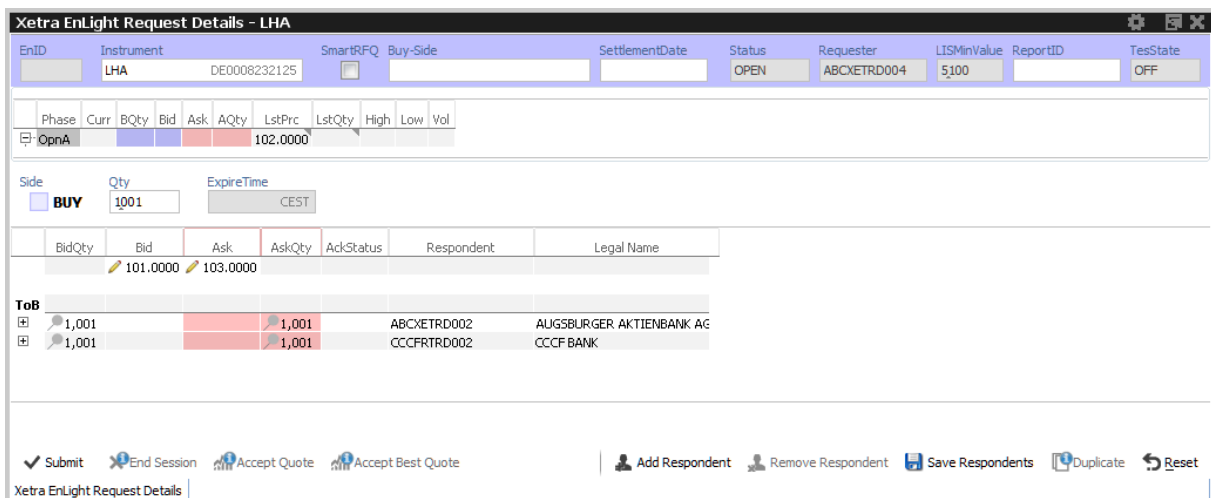 Xetra EnLight Request Details - LHA
EnID Instrument SmartRFQ Buy-Side SettlementDate Status Requester LISMinValue ReportID TesState
LHA DE0008232125 OPEN ABCXETRD004 5100 OFF
Phase Curr BQty Bid Ask AQty LstPrc LstQty High Low Vol
OpnA 102.0000
Side Qty ExpireTime
BUY 1001 CEST
BidQty Bid Ask AskQty AckStatus Respondent Legal Name
101.0000 103.0000
ToB
1,001 1,001 ABCXETRD002 AUGSBURGER AKTIENBANK AG
1,001 1,001 CCCFRTRD002 CCCF BANK
Submit End Session Accept Quote Accept Best Quote Add Respondent Remove Respondent Save Respondents Duplicate Reset
Xetra EnLight Request Details